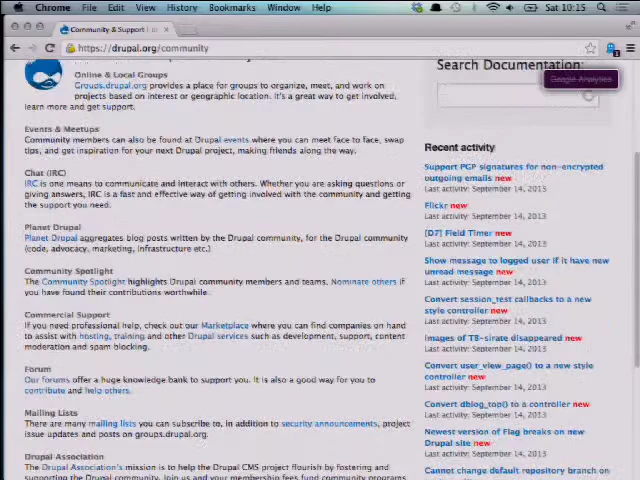 Chrome File Edit View History Bookmarks Window Help
Sat 10:15
Community & Support
https://drupal.org/community
Online & Local Groups
Groups.drupal.org provides a place for groups to organize, meet, and work on
projects based on interest or geographic location. It's a great way to get involved,
learn more and get support.
Events & Meetups
Community members can also be found at Drupal events where you can meet face to face, swap
tips, and get inspiration for your next Drupal project, making friends along the way.
Chat (IRC)
IRC is one means to communicate and interact with others. Whether you are asking questions or
giving answers, IRC is a fast and effective way of getting involved with the community and getting
the support you need.
Planet Drupal
Planet Drupal aggregates blog posts written by the Drupal community, for the Drupal community
(code, advocacy, marketing, infrastructure etc.)
Community Spotlight
The Community Spotlight highlights Drupal community members and teams. Nominate others if
you have found their contributions worthwhile.
Commercial Support
If you need professional help, check out our Marketplace where you can find companies on hand
to assist with hosting, training and other Drupal services such as development, support, content
moderation and spam blocking.
Forum
Our forums offer a huge knowledge bank to support you. It is also a good way for you to
contribute and help others.
Mailing Lists
There are many mailing lists you can subscribe to, in addition to security announcements, project
issue updates and posts on groups.drupal.org.
Drupal Association
The Drupal Association's mission is to help the Drupal CMS project flourish by fostering and
supporting the Drupal community. Join us and your membership fees fund community programs
Search Documentation:
Google Analytics
Recent activity
Support PGP signatures for non-encrypted
outgoing emails new
Last activity: September 14, 2013
Flickr new
Last activity: September 14, 2013
[D7] Field Timer new
Last activity: September 14, 2013
Show message to logged user if it have new
unread message new
Last activity: September 14, 2013
Convert session_test callbacks to a new
style controller new
Last activity: September 14, 2013
Images of TB-sirate disappeared new
Last activity: September 14, 2013
Convert user_view_page() to a new style
controller new
Last activity: September 14, 2013
Convert dblog_top() to a controller new
Last activity: September 14, 2013
Newest version of Flag breaks on new
Drupal site new
Last activity: September 14, 2013
Cannot change default repository branch on